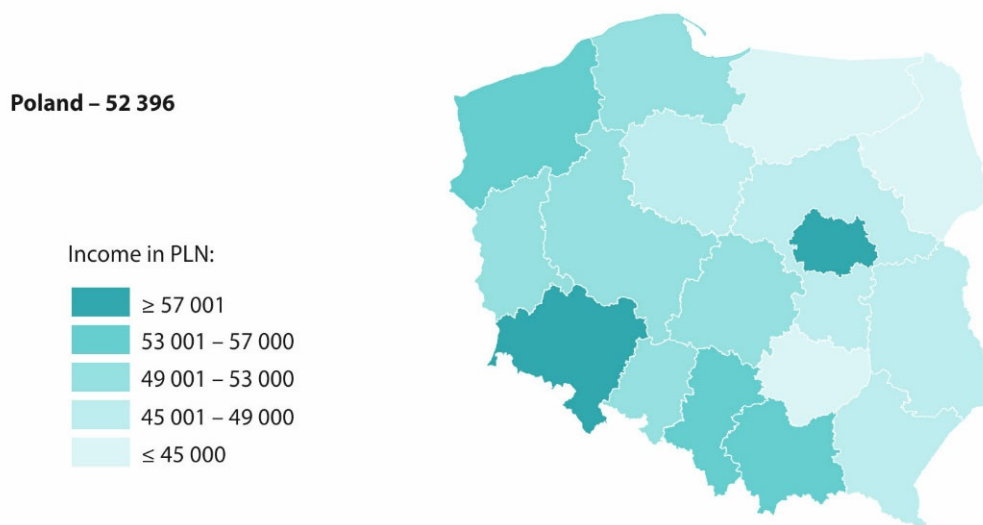 Poland – 52 396
Income in PLN:
≥ 57 001
53 001 – 57 000
49 001 – 53 000
45 001 – 49 000
≤ 45 000